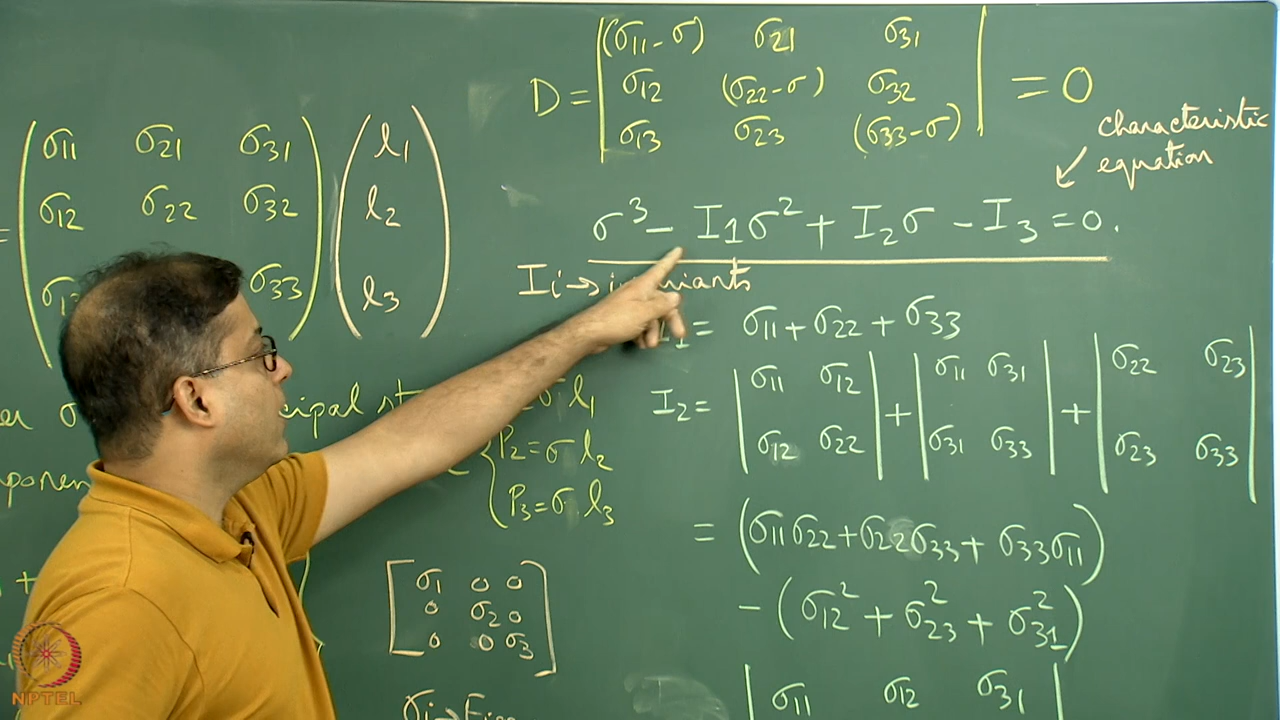 D = | (σ11 - σ) σ21 σ31 | = 0
| σ12 (σ22 - σ) σ32 |
| σ13 σ23 (σ33 - σ) |
characteristic
equation
σ³ - I1σ² + I2σ - I3 = 0.
Ii →
= σ11 + σ22 + σ33
I2 = | σ11 σ12 | + | σ11 σ31 | + | σ22 σ23 |
| σ12 σ22 | | σ31 σ33 | | σ23 σ33 |
= (σ11σ22 + σ22σ33 + σ33σ11)
- (σ12² + σ23² + σ31²)
| σ11 σ12 σ31 |
= ( σ11 σ21 σ31 ) ( l1 )
( σ12 σ22 σ32 ) ( l2 )
( σ33 ) ( l3 )
σ l1
P2 = σ l2
P3 = σ. l3
[ σ1 0 0 ]
[ 0 σ2 0 ]
[ 0 0 σ3 ]
σi →
NPTEL